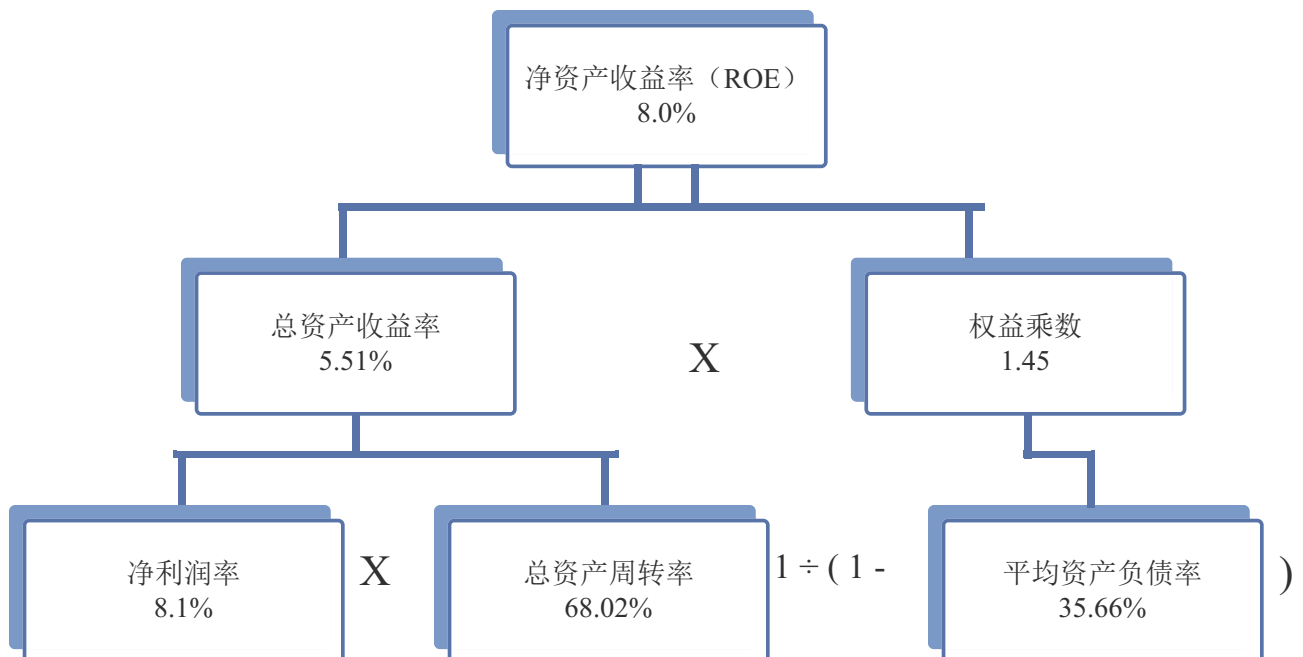 净资产收益率（ROE）
8.0%
总资产收益率
5.51%
X
权益乘数
1.45
净利润率
8.1%
X
总资产周转率
68.02%
1 ÷ ( 1 -
平均资产负债率
35.66%
)